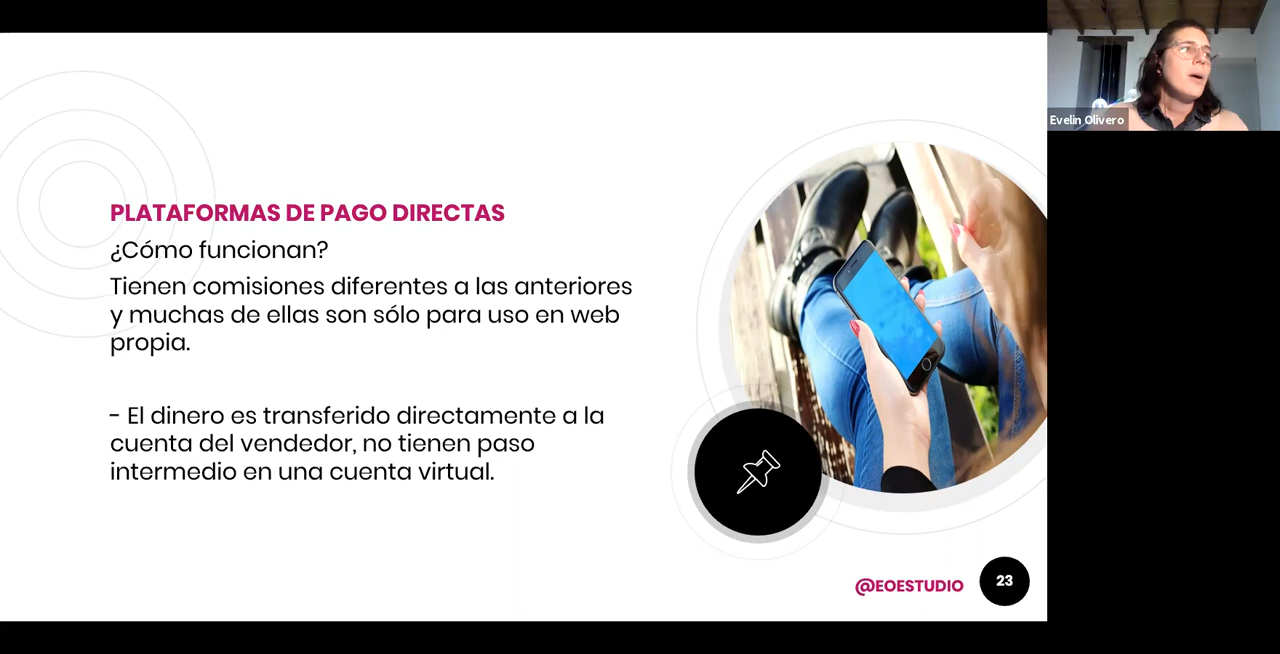 Evelin Olivero
PLATAFORMAS DE PAGO DIRECTAS
¿Cómo funcionan?
Tienen comisiones diferentes a las anteriores
y muchas de ellas son sólo para uso en web
propia.
- El dinero es transferido directamente a la
cuenta del vendedor, no tienen paso
intermedio en una cuenta virtual.
@EOESTUDIO
23